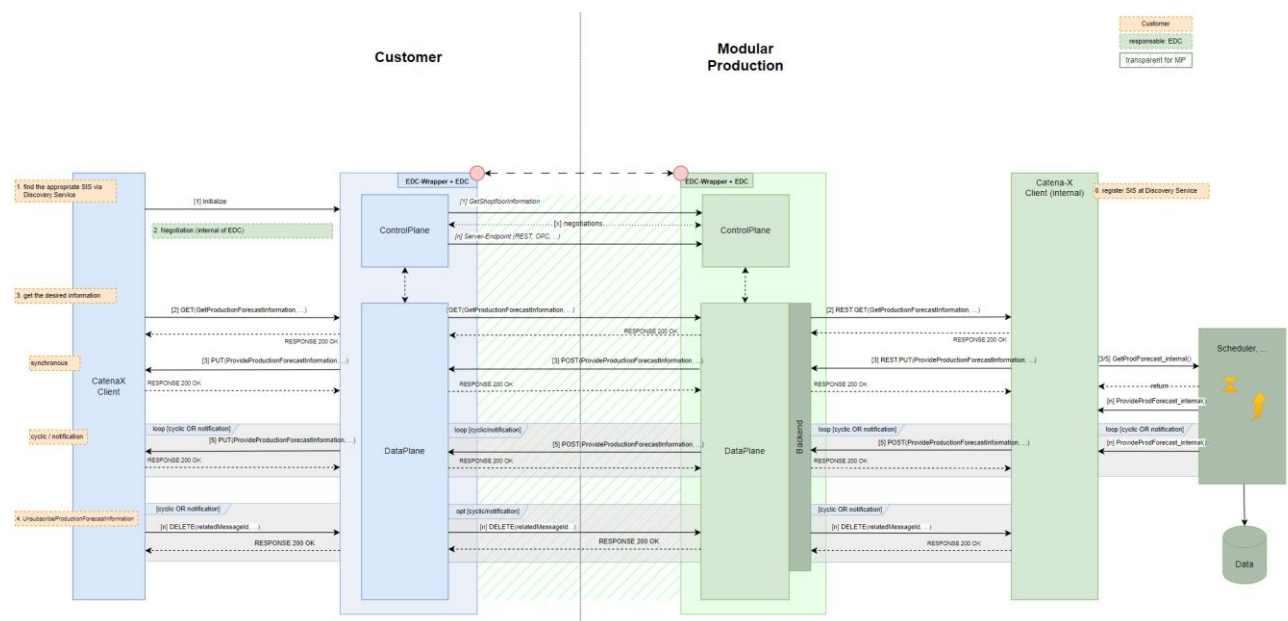 Customer
responsable: EDC
transparent for MP
Customer
Modular
Production
EDC-Wrapper + EDC
EDC-Wrapper + EDC
1. find the appropriate SIS via
Discovery Service
Catena-X
Client (internal)
0. register SIS at Discovery Service
[1] Initialize
[1] GetShopfloorInformation
2. Negotiation (internal of EDC)
ControlPlane
[x] negotiations
ControlPlane
[n] Server-Endpoint (REST, OPC, ...)
3. get the desired information
[2] GET(GetProductionForecastInformation, ...)
GET(GetProductionForecastInformation, ...)
[2] REST.GET(GetProductionForecastInformation, ...)
RESPONSE 200 OK
RESPONSE 200 OK
RESPONSE 200 OK
synchronous
[3] PUT(ProvideProductionForecastInformation, ...)
[3] POST(ProvideProductionForecastInformation, ...)
[3] REST.PUT(ProvideProductionForecastInformation, ...)
[3/5] GetProdForecast_internal()
Scheduler, ...
CatenaX
Client
RESPONSE 200 OK
RESPONSE 200 OK
RESPONSE 200 OK
return
[n] ProvideProdForecast_internal()
cyclic / notification
loop [cyclic OR notification]
loop [cyclic/notification]
loop [cyclic OR notification]
loop [cyclic OR notification]
[5] PUT(ProvideProductionForecastInformation, ...)
[5] POST(ProvideProductionForecastInformation, ...)
[5] POST(ProvideProductionForecastInformation, ...)
[n] ProvideProdForecast_internal()
DataPlane
DataPlane
Backend
RESPONSE 200 OK
RESPONSE 200 OK
RESPONSE 200 OK
4. UnsubscribeProductionForecastInformation
[cyclic OR notification]
opt [cyclic/notification]
[cyclic OR notification]
[n] DELETE(relatedMessageId, ...)
[n] DELETE(relatedMessageId...)
[n] DELETE(relatedMessageId, ...)
RESPONSE 200 OK
RESPONSE 200 OK
RESPONSE 200 OK
Data